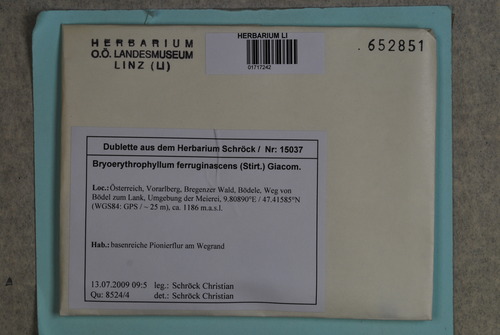 HERBARIUM
O.Ö. LANDESMUSEUM
LINZ (LI)
HERBARIUM LI
01717242
652851
Dublette aus dem Herbarium Schröck / Nr: 15037
Bryoerythrophyllum ferruginascens (Stirt.) Giacom.
Loc.:Österreich, Vorarlberg, Bregenzer Wald, Bödele, Weg von
Bödel zum Lank, Umgebung der Meierei, 9.80890°E / 47.41585°N
(WGS84: GPS / ~ 25 m), ca. 1186 m.a.s.l.
Hab.:basenreiche Pionierflur am Wegrand
13.07.2009 09:5 leg.: Schröck Christian
Qu: 8524/4 det.: Schröck Christian